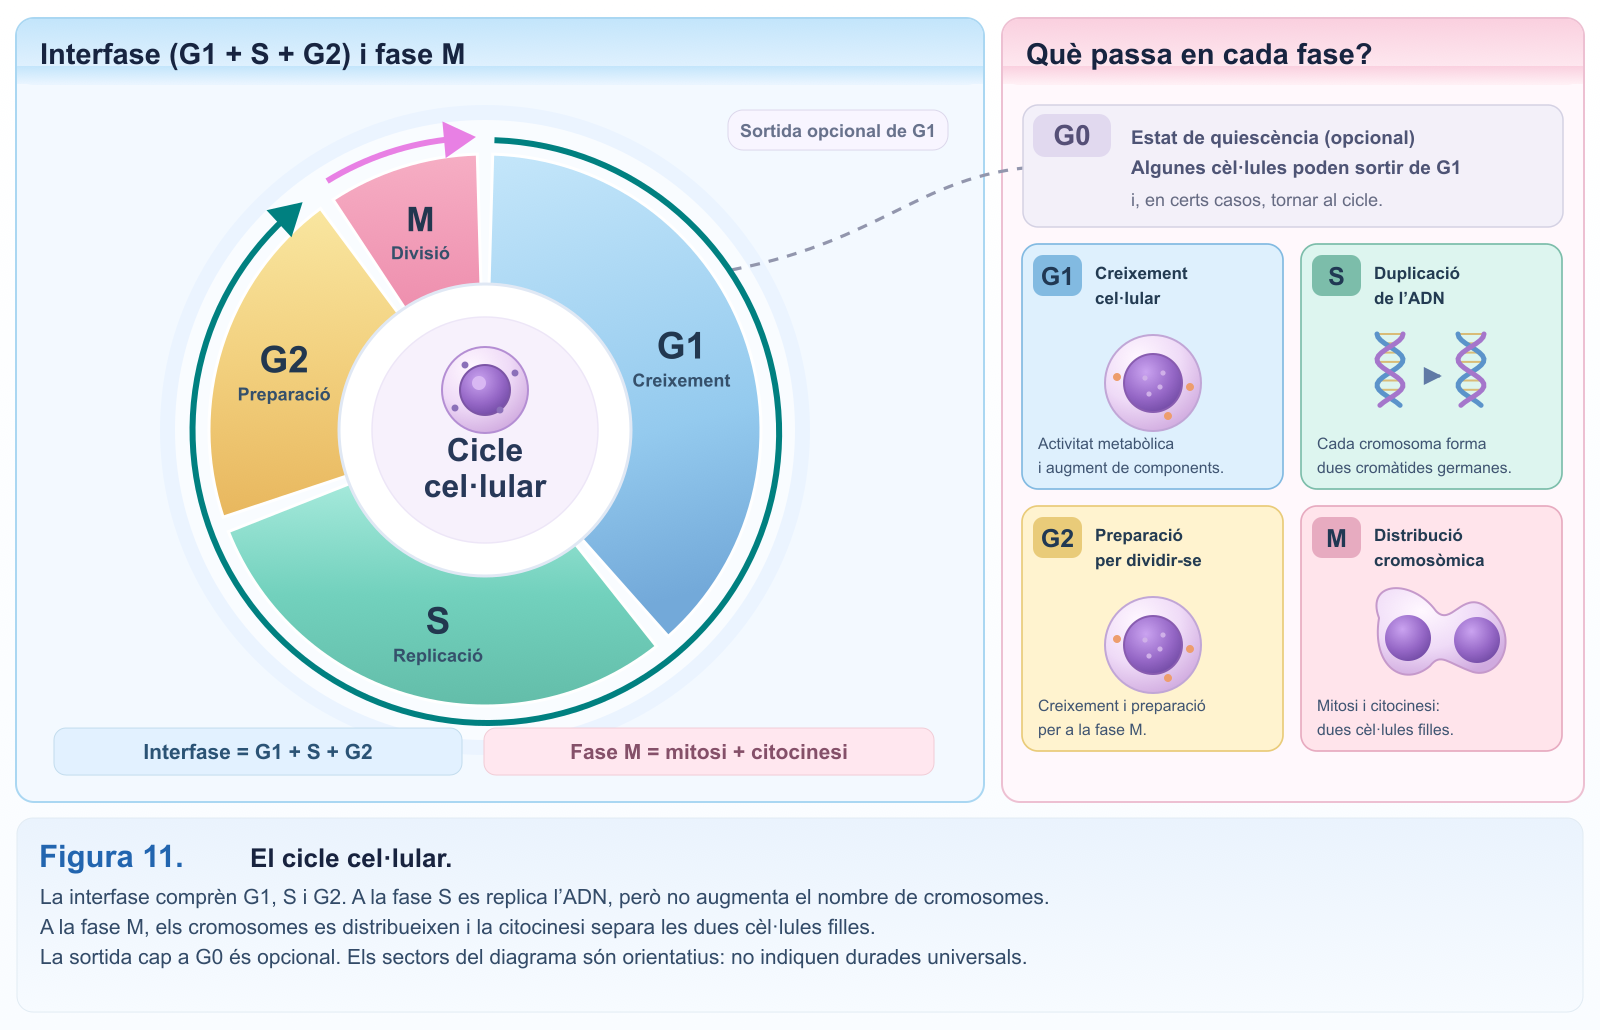 Interfase (G1 + S + G2) i fase M
Sortida opcional de G1
M
Divisió
G1
Creixement
G2
Preparació
Cicle
cel·lular
S
Replicació
Interfase = G1 + S + G2
Fase M = mitosi + citocinesi
Què passa en cada fase?
G0
Estat de quiescència (opcional)
Algunes cèl·lules poden sortir de G1
i, en certs casos, tornar al cicle.
G1
Creixement
cel·lular
Activitat metabòlica
i augment de components.
S
Duplicació
de l’ADN
Cada cromosoma forma
dues cromàtides germanes.
G2
Preparació
per dividir-se
Creixement i preparació
per a la fase M.
M
Distribució
cromosòmica
Mitosi i citocinesi:
dues cèl·lules filles.
Figura 11. El cicle cel·lular.
La interfase comprèn G1, S i G2. A la fase S es replica l’ADN, però no augmenta el nombre de cromosomes.
A la fase M, els cromosomes es distribueixen i la citocinesi separa les dues cèl·lules filles.
La sortida cap a G0 és opcional. Els sectors del diagrama són orientatius: no indiquen durades universals.